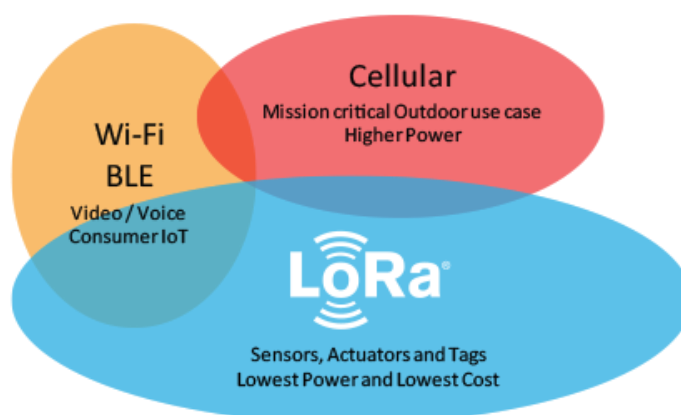 Cellular
Mission critical Outdoor use case
Higher Power
Wi-Fi
BLE
Video / Voice
Consumer IoT
LoRa®
Sensors, Actuators and Tags
Lowest Power and Lowest Cost